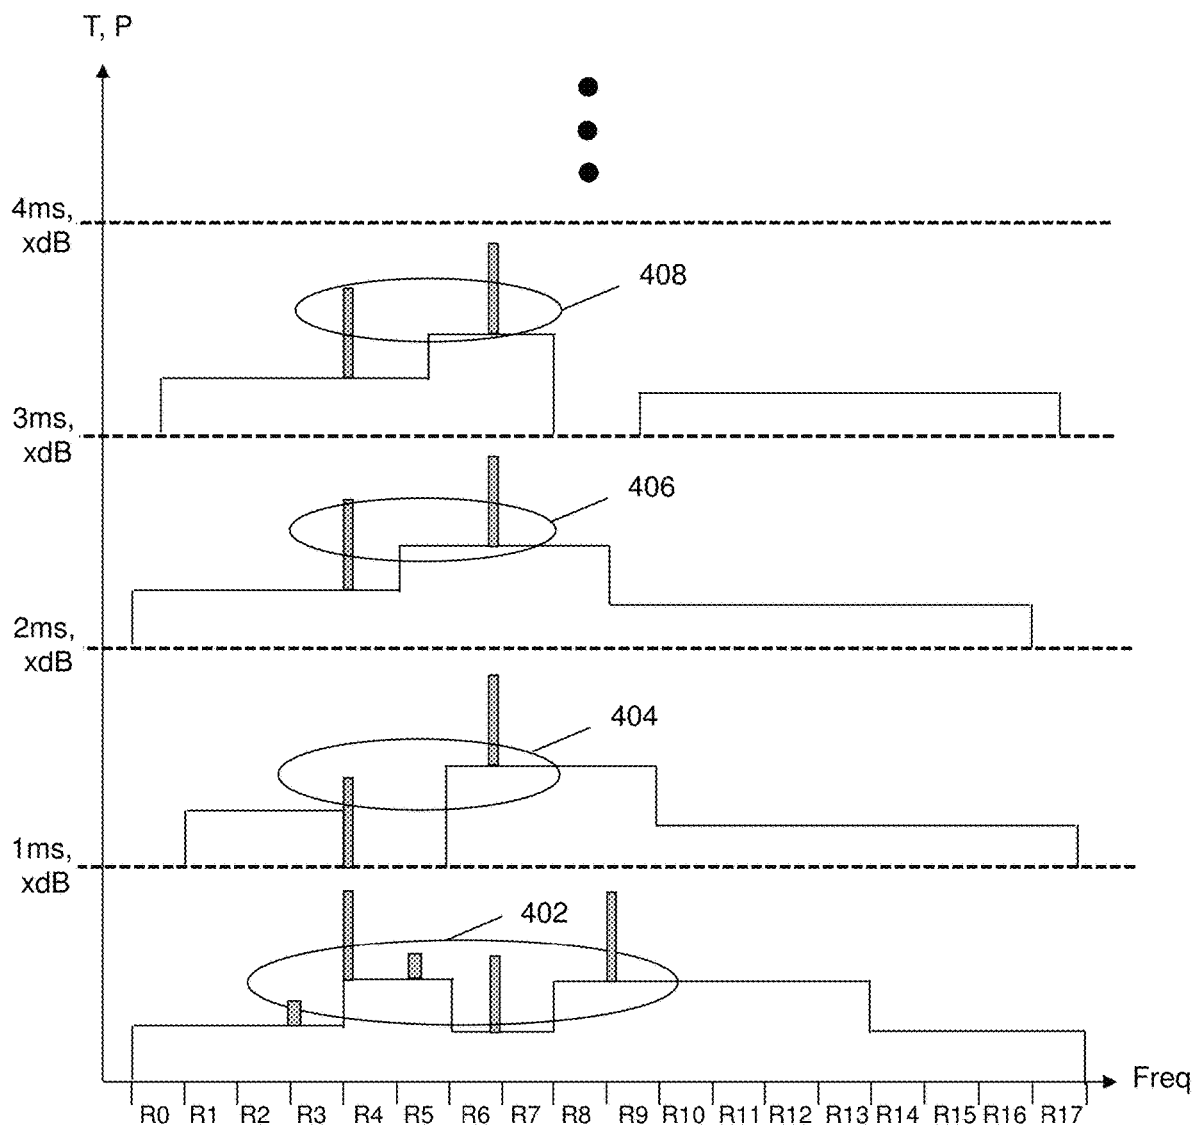 T, P
4ms,
xdB
408
3ms,
xdB
406
2ms,
xdB
404
1ms,
xdB
402
Freq
R0 R1 R2 R3 R4 R5 R6 R7 R8 R9 R10 R11 R12 R13 R14 R15 R16 R17